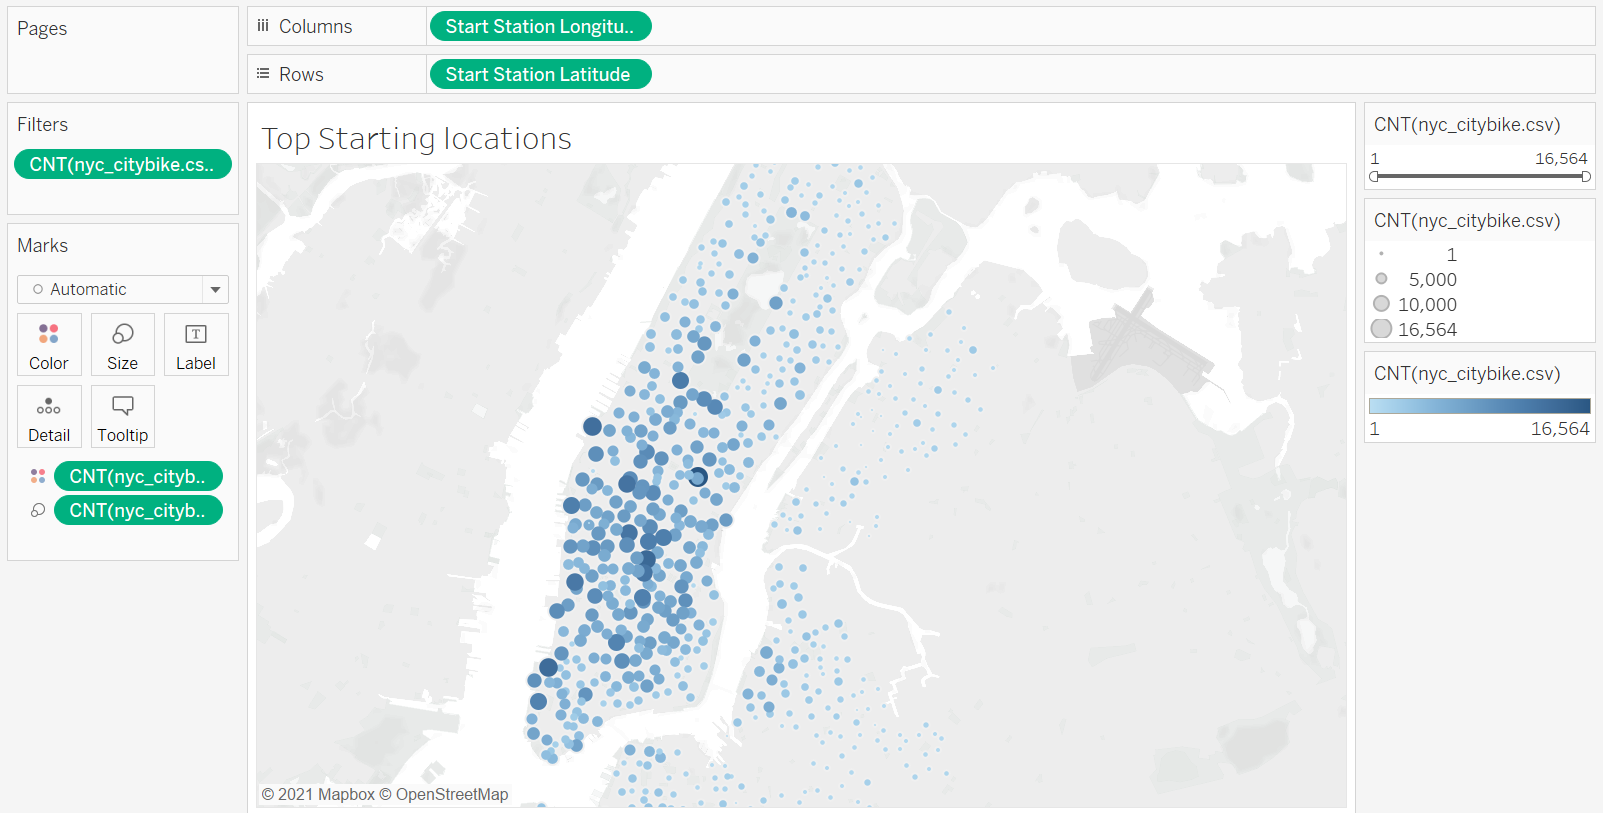 Pages
Columns
Start Station Longitu..
Rows
Start Station Latitude
Filters
CNT(nyc_citybike.cs..
Marks
Automatic
Color
Size
Label
Detail
Tooltip
CNT(nyc_cityb..
CNT(nyc_cityb..
Top Starting locations
© 2021 Mapbox © OpenStreetMap
CNT(nyc_citybike.csv)
1 16,564
CNT(nyc_citybike.csv)
1
5,000
10,000
16,564
CNT(nyc_citybike.csv)
1 16,564